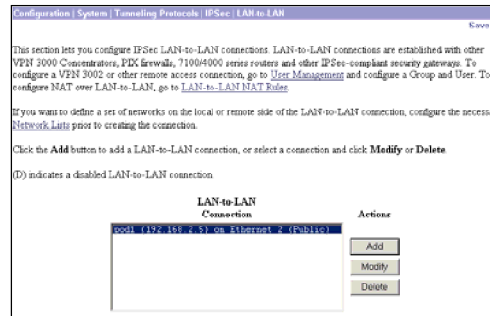 Configuration | System | Tunneling Protocols | IPSec | LAN-to-LAN
Save
This section lets you configure IPSec LAN-to-LAN connections. LAN-to-LAN connections are established with other
VPN 3000 Concentrators, PIX firewalls, 7100/4000 series routers and other IPSec-compliant security gateways. To
configure a VPN 3002 or other remote access connection, go to User Management and configure a Group and User. To
configure NAT over LAN-to-LAN, go to LAN-to-LAN NAT Rules.
If you want to define a set of networks on the local or remote side of the LAN-to-LAN connection, configure the necess
Network Lists prior to creating the connection.
Click the Add button to add a LAN-to-LAN connection, or select a connection and click Modify or Delete.
(D) indicates a disabled LAN-to-LAN connection
LAN-to-LAN
Connection
Actions
pod1 (192.168.2.5) on Ethernet 2 (Public)
Add
Modify
Delete